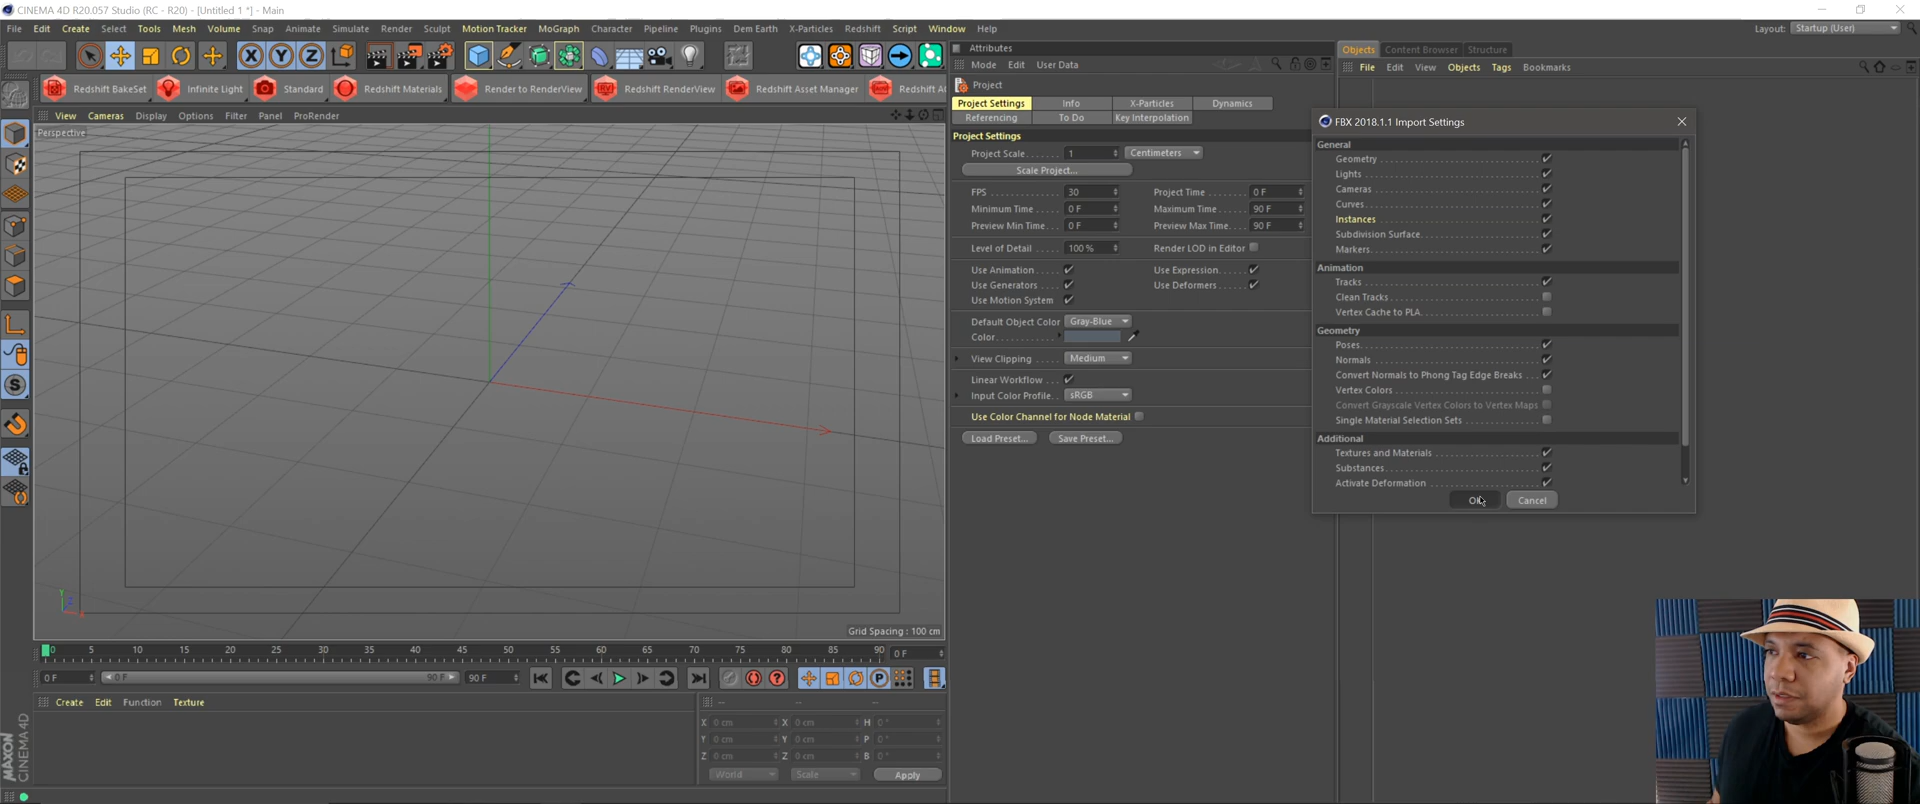 CINEMA 4D R20.057 Studio (RC - R20) - [Untitled 1 *] - Main
File Edit Create Select Tools Mesh Volume Snap Animate Simulate Render Sculpt Motion Tracker MoGraph Character Pipeline Plugins Dem Earth X-Particles Redshift Script Window Help
Layout: Startup (User)
Redshift BakeSet Infinite Light Standard Redshift Materials Render to RenderView Redshift RenderView Redshift Asset Manager Redshift A
View Cameras Display Options Filter Panel ProRender
Perspective
Grid Spacing : 100 cm
Attributes
Mode Edit User Data
Project
Project Settings Info X-Particles Dynamics
Referencing To Do Key Interpolation
Project Settings
Project Scale 1 Centimeters
Scale Project...
FPS 30 Project Time 0 F
Minimum Time 0 F Maximum Time 90 F
Preview Min Time 0 F Preview Max Time 90 F
Level of Detail 100 % Render LOD in Editor
Use Animation Use Expression
Use Generators Use Deformers
Use Motion System
Default Object Color Gray-Blue
Color
View Clipping Medium
Linear Workflow
Input Color Profile sRGB
Use Color Channel for Node Material
Load Preset... Save Preset...
Objects Content Browser Structure
File Edit View Objects Tags Bookmarks
FBX 2018.1.1 Import Settings
General
Geometry
Lights
Cameras
Curves
Instances
Subdivision Surface
Markers
Animation
Tracks
Clean Tracks
Vertex Cache to PLA
Geometry
Poses
Normals
Convert Normals to Phong Tag Edge Breaks
Vertex Colors
Convert Grayscale Vertex Colors to Vertex Maps
Single Material Selection Sets
Additional
Textures and Materials
Substances
Activate Deformation
OK Cancel
0 5 10 15 20 25 30 35 40 45 50 55 60 65 70 75 80 85 90 0 F
0 F 0 F 90 F 90 F
Create Edit Function Texture
X 0 cm X 0 cm H 0°
Y 0 cm Y 0 cm P 0°
Z 0 cm Z 0 cm B 0°
World Scale Apply
MAXON
CINEMA 4D